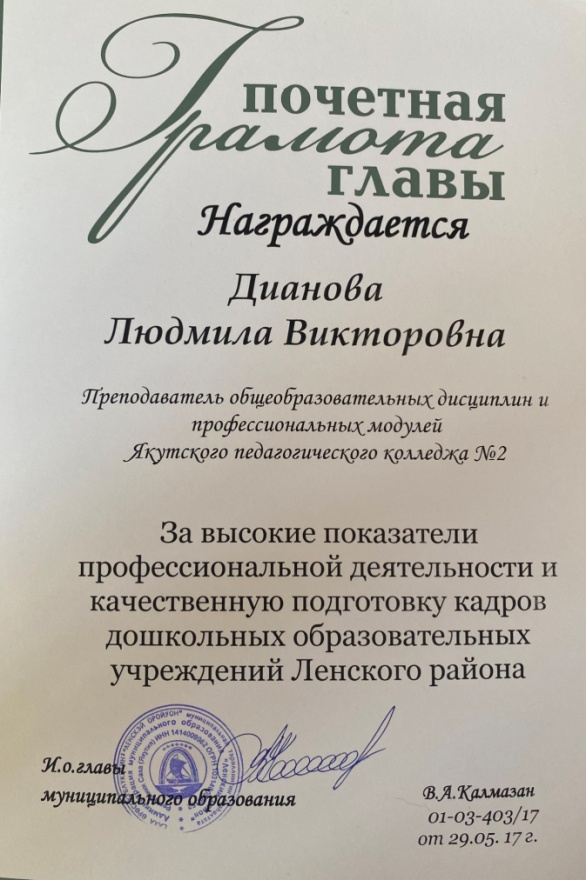 почетная
Грамота
главы
Награждается
Дианова
Людмила Викторовна
Преподаватель общеобразовательных дисциплин и
профессиональных модулей
Якутского педагогического колледжа №2
За высокие показатели
профессиональной деятельности и
качественную подготовку кадров
дошкольных образовательных
учреждений Ленского района
И.о.главы
муниципального образования
В.А.Калмазан
01-03-403/17
от 29.05. 17 г.